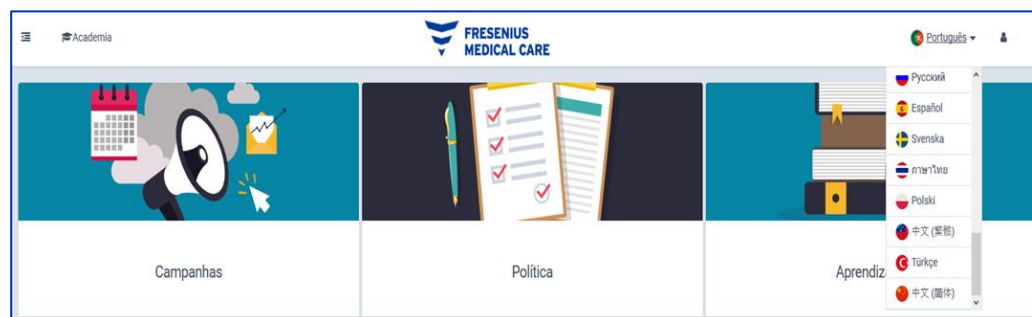 Academia
FRESENIUS
MEDICAL CARE
Português
Русский
Español
Svenska
ภาษาไทย
Polski
中文 (繁體)
Türkçe
中文 (简体)
Campanhas
Política
Aprendiz